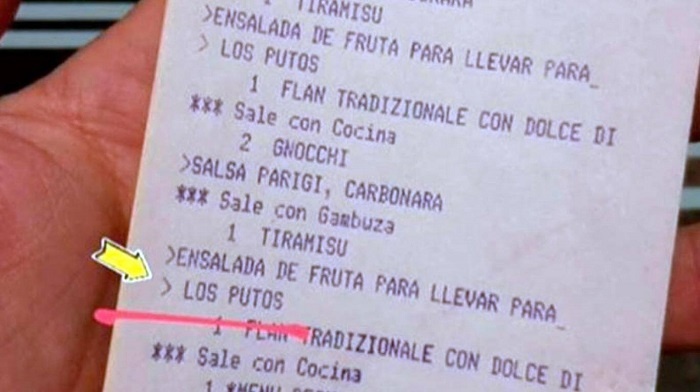 1 TIRAMISU
>ENSALADA DE FRUTA PARA LLEVAR PARA_
> LOS PUTOS
1 FLAN TRADIZIONALE CON DOLCE DI
*** Sale con Cocina
2 GNOCCHI
>SALSA PARIGI, CARBONARA
*** Sale con Gambuza
1 TIRAMISU
>ENSALADA DE FRUTA PARA LLEVAR PARA_
> LOS PUTOS
1 FLAN TRADIZIONALE CON DOLCE DI
*** Sale con Cocina
1 *MENU